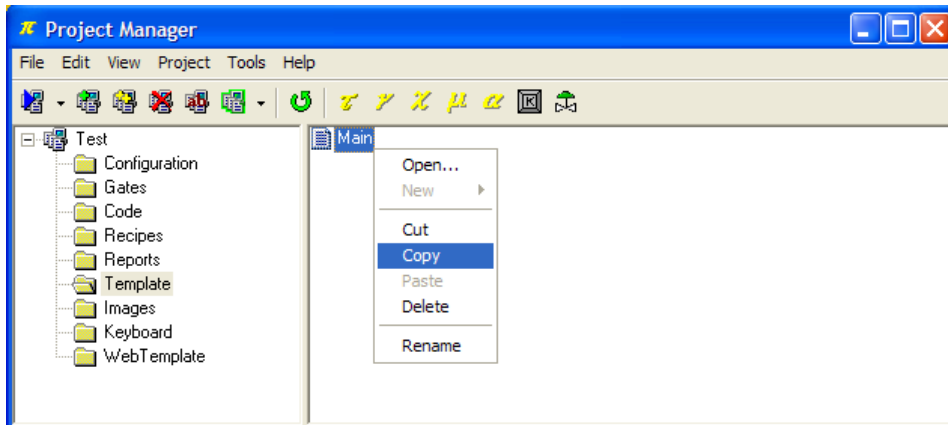 π Project Manager
File Edit View Project Tools Help
τ γ χ μ α K
Test
Configuration
Gates
Code
Recipes
Reports
Template
Images
Keyboard
WebTemplate
Main
Open...
New
Cut
Copy
Paste
Delete
Rename